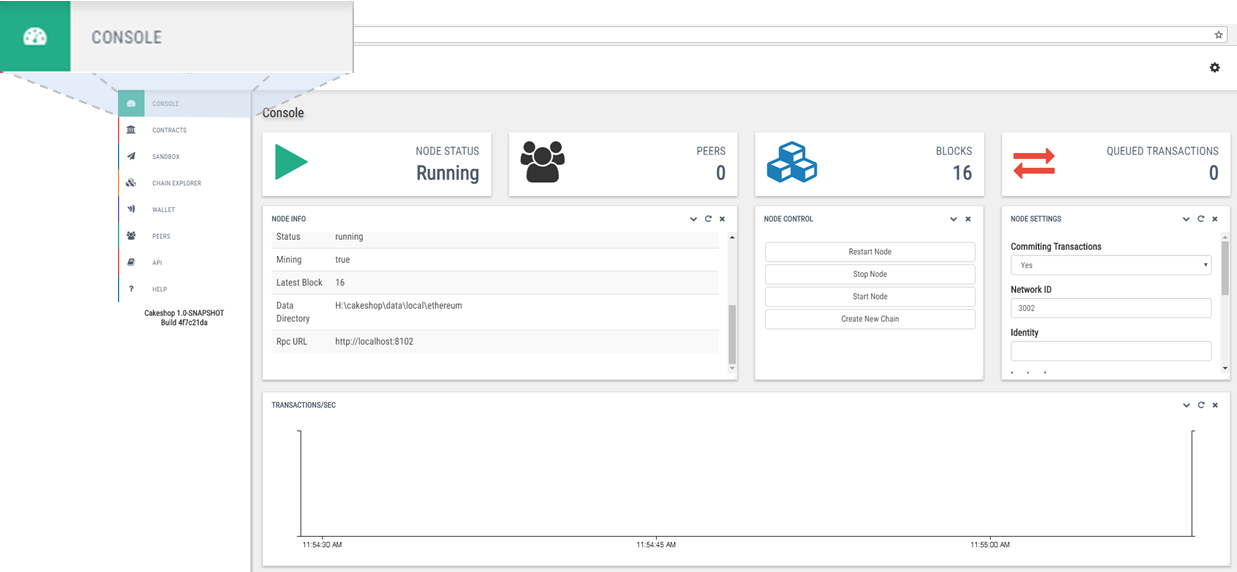 CONSOLE
CONSOLE
CONTRACTS
SANDBOX
CHAIN EXPLORER
WALLET
PEERS
API
HELP
Cakeshop 1.0-SNAPSHOT
Build 4f7c21da
Console
NODE STATUS
Running
PEERS
0
BLOCKS
16
QUEUED TRANSACTIONS
0
NODE INFO
Status running
Mining true
Latest Block 16
Data Directory H:\cakeshop\data\local\ethereum
Rpc URL http://localhost:8102
NODE CONTROL
Restart Node
Stop Node
Start Node
Create New Chain
NODE SETTINGS
Commiting Transactions
Yes
Network ID
3002
Identity
TRANSACTIONS/SEC
11:54:30 AM 11:54:45 AM 11:55:00 AM